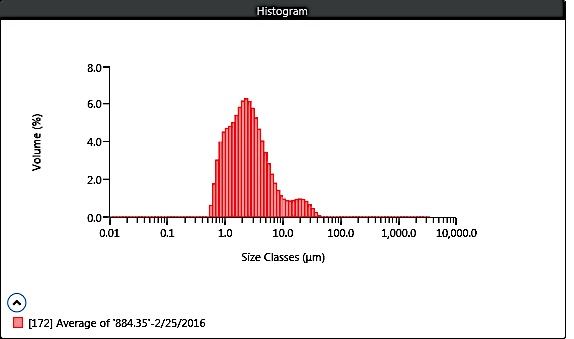 Histogram
8.0
6.0
4.0
2.0
0.0
Volume (%)
0.01 0.1 1.0 10.0 100.0 1,000.0 10,000.0
Size Classes (µm)
[172] Average of "884.35"-2/25/2016